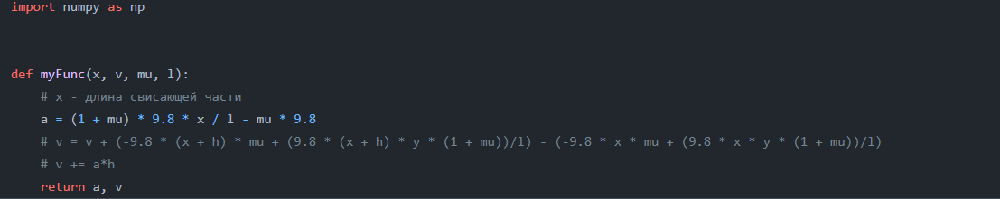 import numpy as np
def myFunc(x, v, mu, l):
# x - длина свисающей части
a = (1 + mu) * 9.8 * x / l - mu * 9.8
# v = v + (-9.8 * (x + h) * mu + (9.8 * (x + h) * y * (1 + mu))/l) - (-9.8 * x * mu + (9.8 * x * y * (1 + mu))/l)
# v += a*h
return a, v